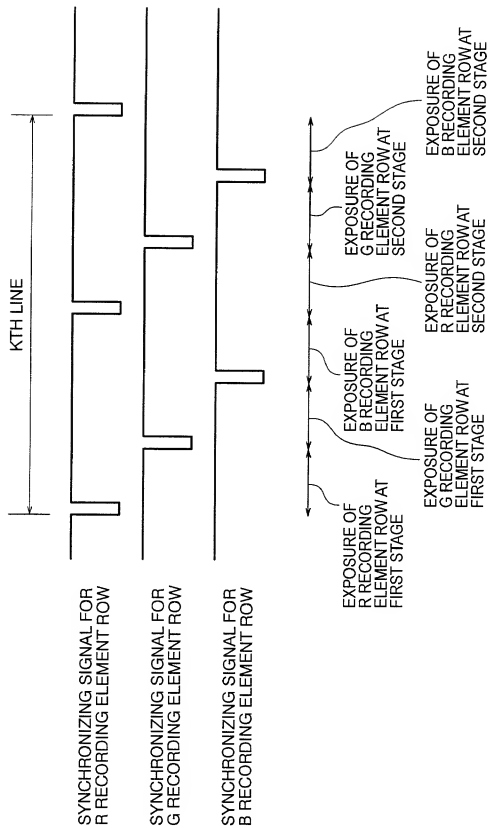 KTH LINE
SYNCHRONIZING SIGNAL FOR
R RECORDING ELEMENT ROW
SYNCHRONIZING SIGNAL FOR
G RECORDING ELEMENT ROW
SYNCHRONIZING SIGNAL FOR
B RECORDING ELEMENT ROW
EXPOSURE OF
R RECORDING
ELEMENT ROW AT
FIRST STAGE
EXPOSURE OF
G RECORDING
ELEMENT ROW AT
FIRST STAGE
EXPOSURE OF
B RECORDING
ELEMENT ROW AT
FIRST STAGE
EXPOSURE OF
R RECORDING
ELEMENT ROW AT
SECOND STAGE
EXPOSURE OF
G RECORDING
ELEMENT ROW AT
SECOND STAGE
EXPOSURE OF
B RECORDING
ELEMENT ROW AT
SECOND STAGE